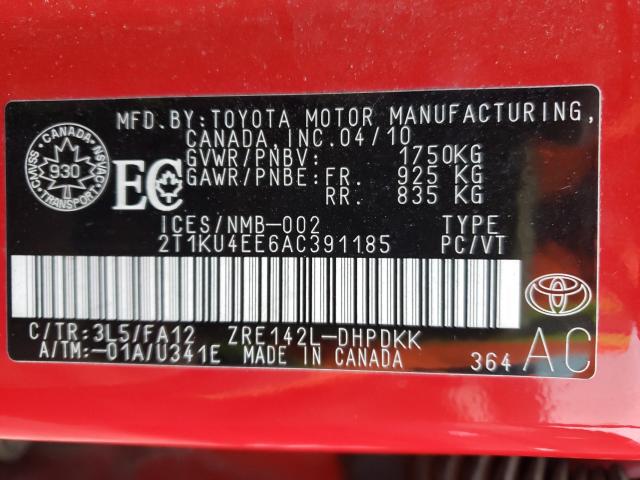 MFD.BY:TOYOTA MOTOR MANUFACTURING,
CANADA,INC.04/10
GVWR/PNBV: 1750KG
GAWR/PNBE:FR. 925 KG
RR. 835 KG
CANADA
CMVSS
930
NSVAC
EC
ICES/NMB-002 TYPE
2T1KU4EE6AC391185 PC/VT
C/TR:3L5/FA12 ZRE142L-DHPDKK
A/TM:-01A/U341E MADE IN CANADA
364 AC